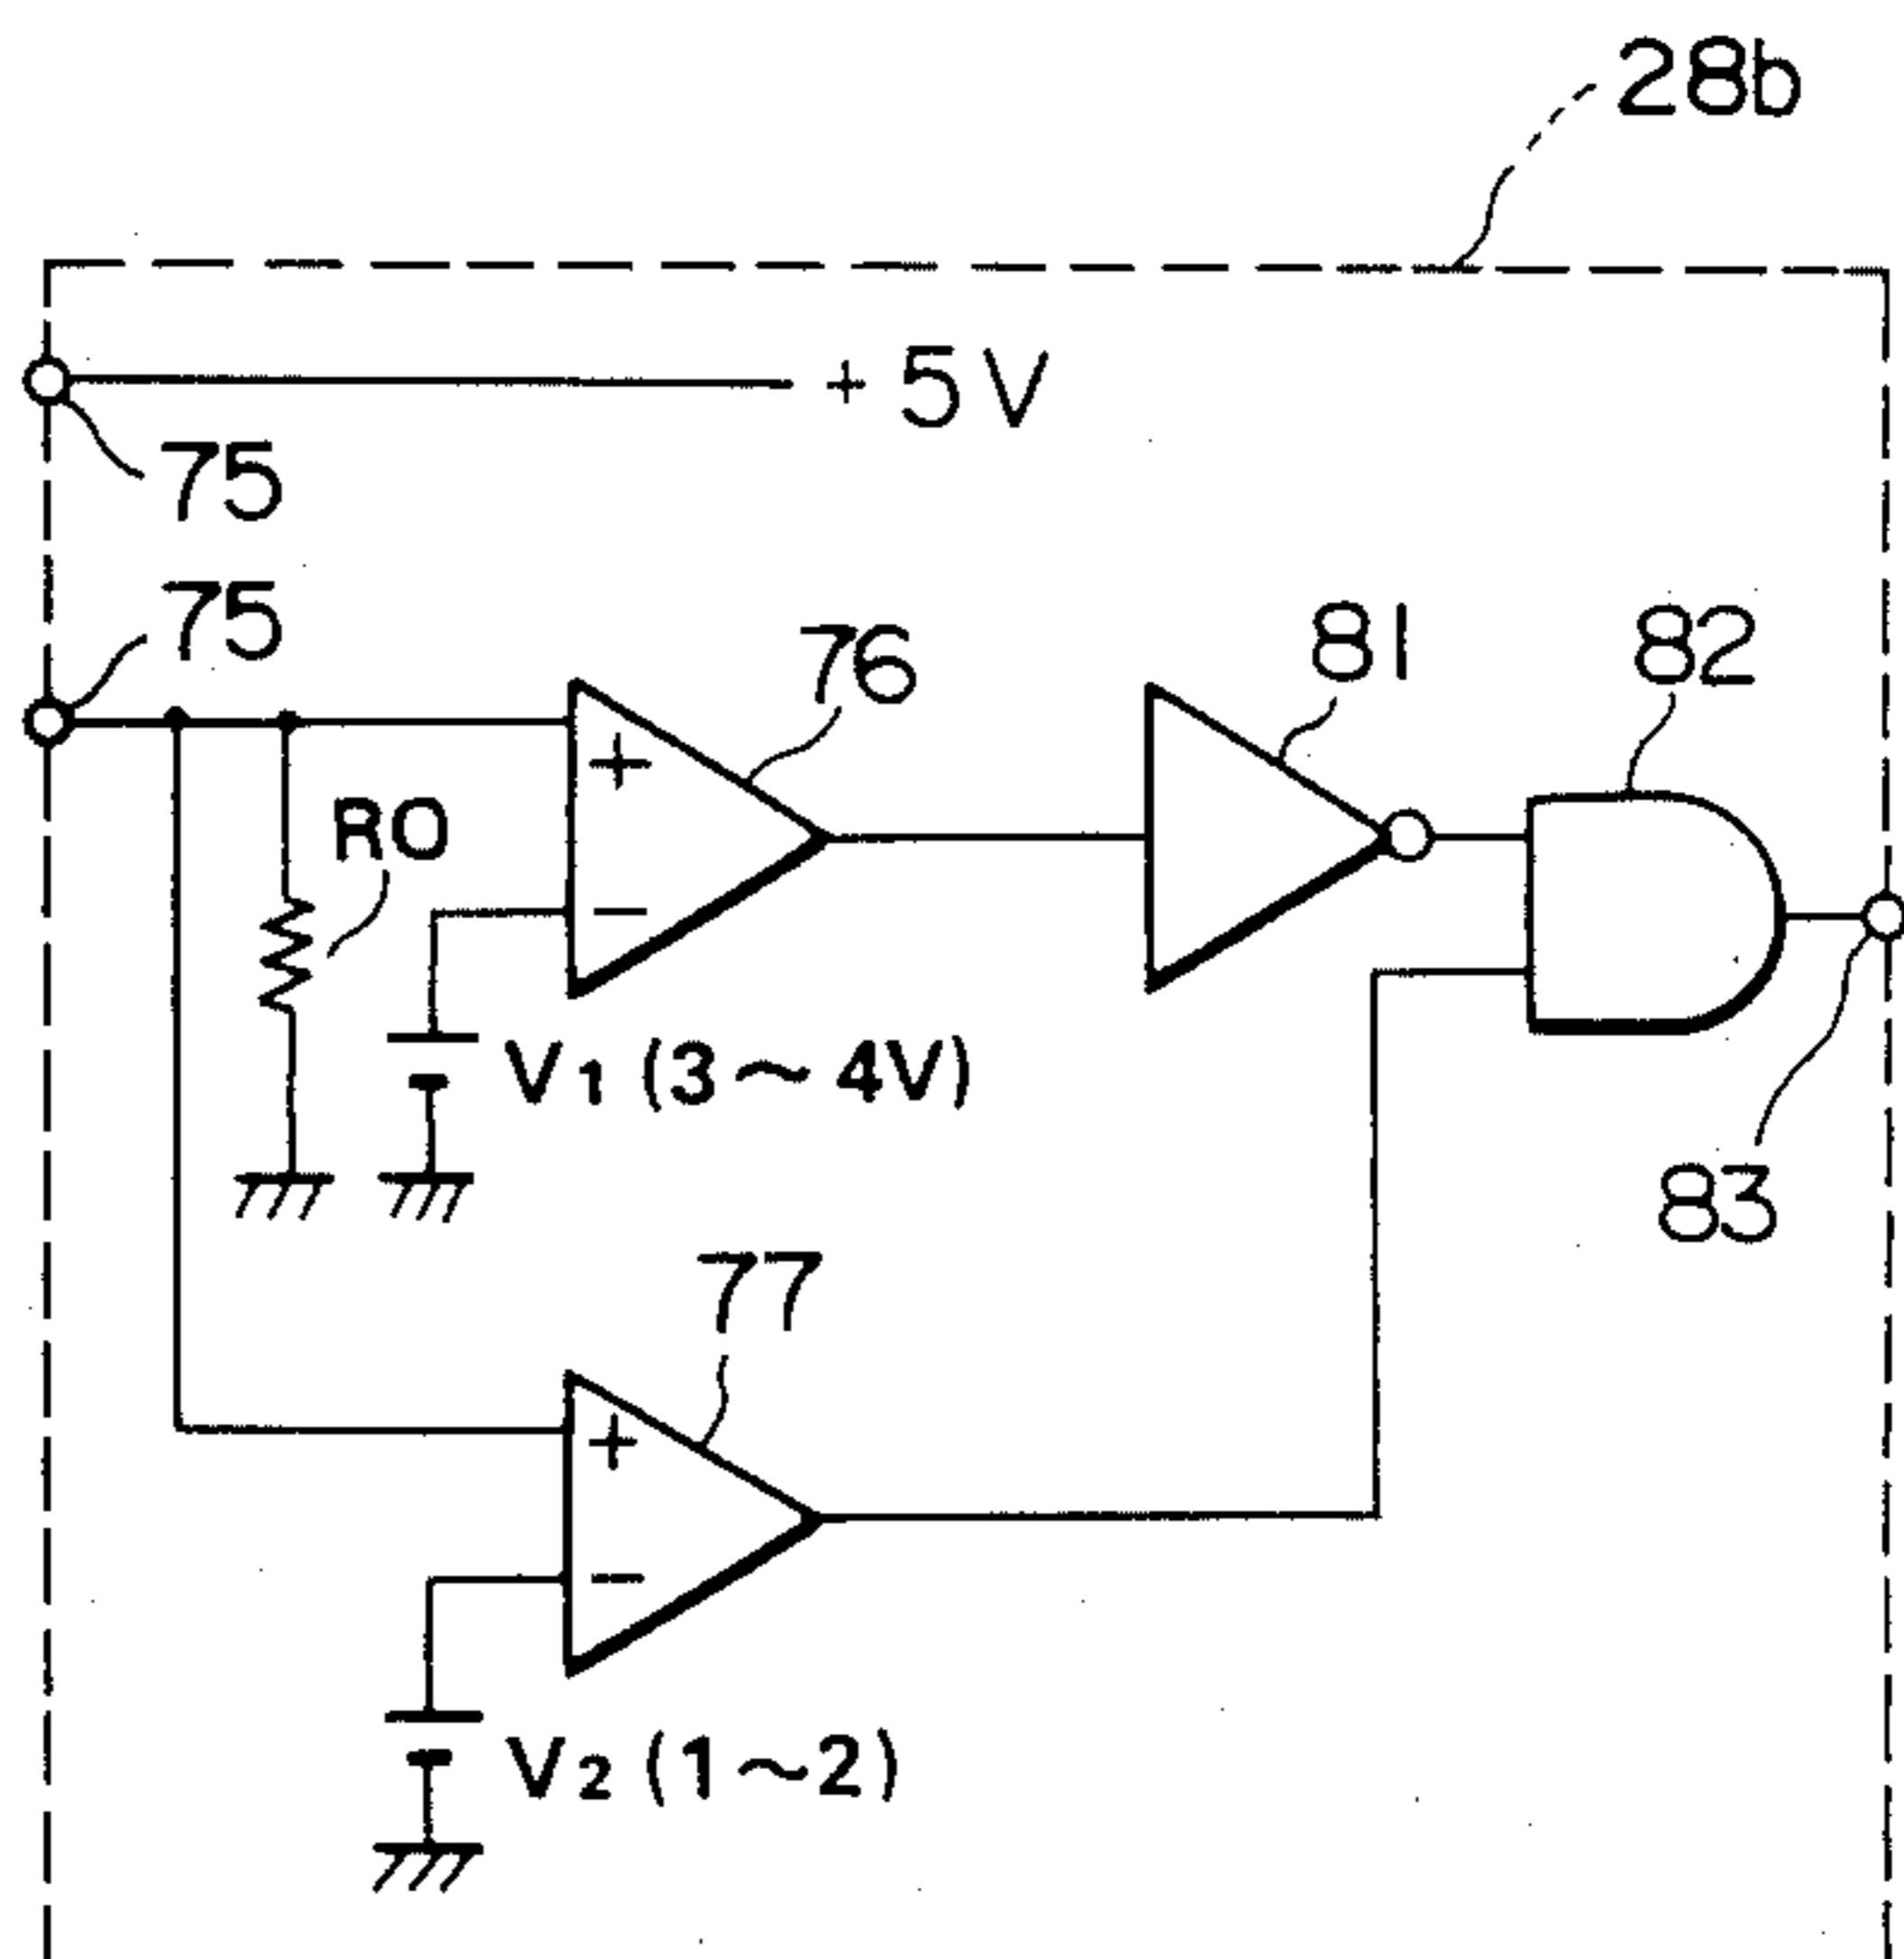 28b
+ 5V
75
75
76
81
82
+
RO
−
V1 (3~4V)
83
77
+
−
V2 (1~2)